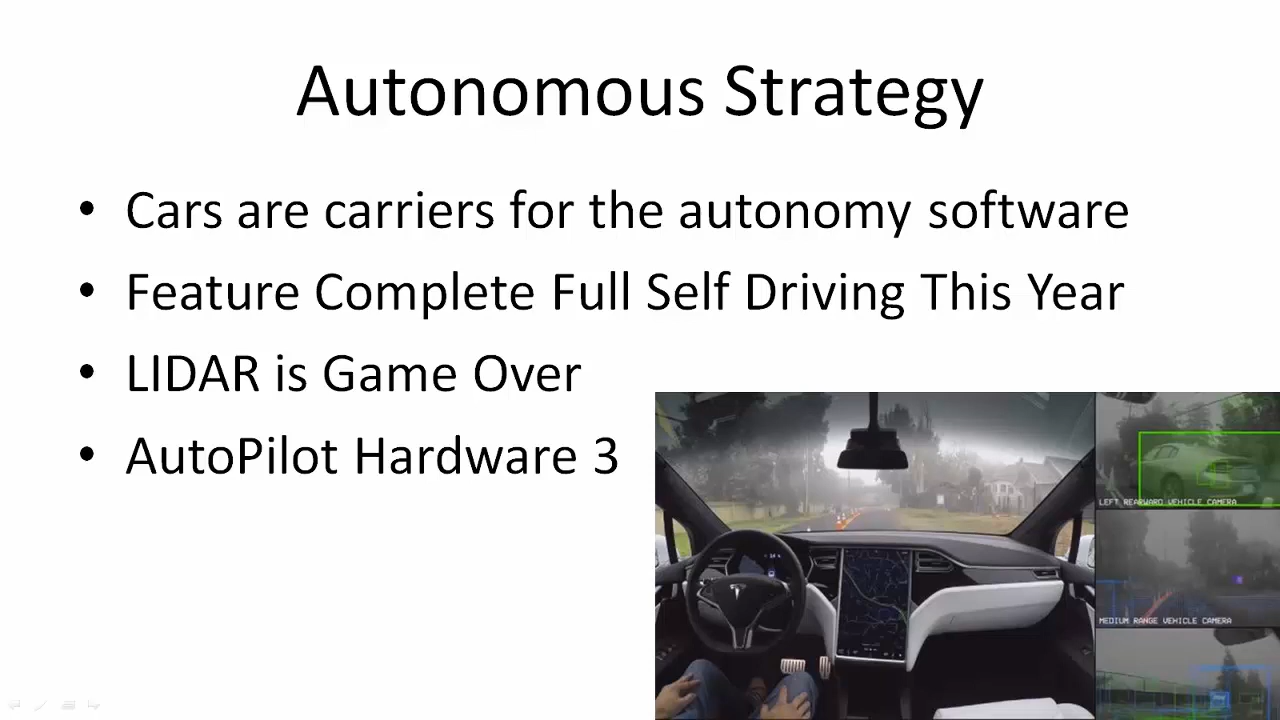 Autonomous Strategy
• Cars are carriers for the autonomy software
• Feature Complete Full Self Driving This Year
• LIDAR is Game Over
• AutoPilot Hardware 3
LEFT REARWARD VEHICLE CAMERA
MEDIUM RANGE VEHICLE CAMERA